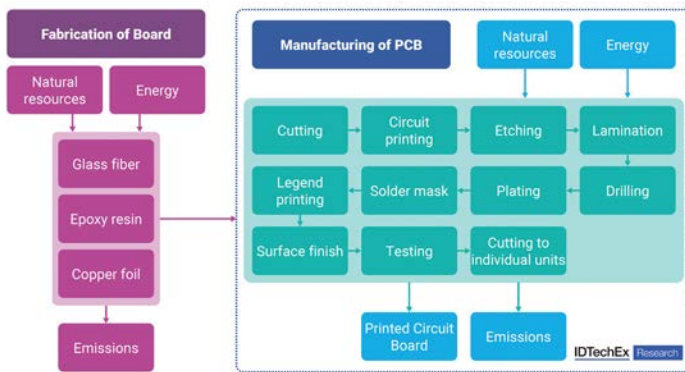 Fabrication of Board
Natural
resources
Energy
Glass fiber
Epoxy resin
Copper foil
Emissions
Manufacturing of PCB
Natural
resources
Energy
Cutting
Circuit
printing
Etching
Lamination
Legend
printing
Solder mask
Plating
Drilling
Surface finish
Testing
Cutting to
individual units
Printed Circuit
Board
Emissions
IDTechEx Research